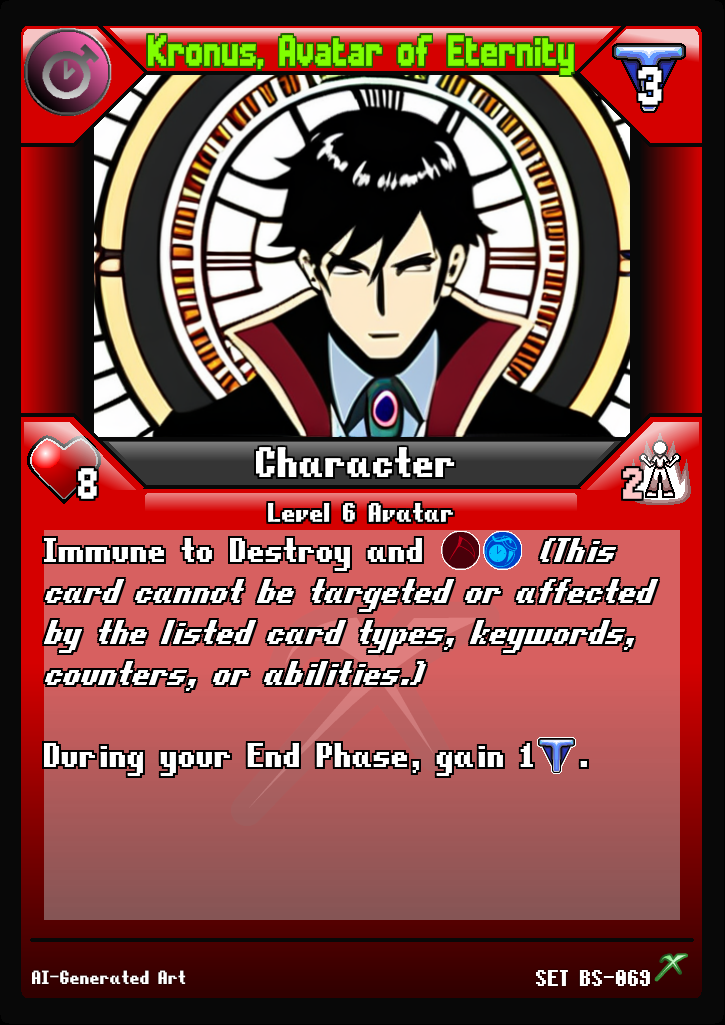 Kronus, Avatar of Eternity
3
Character
8
2
Level 6 Avatar
Immune to Destroy and (This
card cannot be targeted or affected
by the listed card types, keywords,
counters, or abilities.)
During your End Phase, gain 1T.
AI-Generated Art
SET BS-069